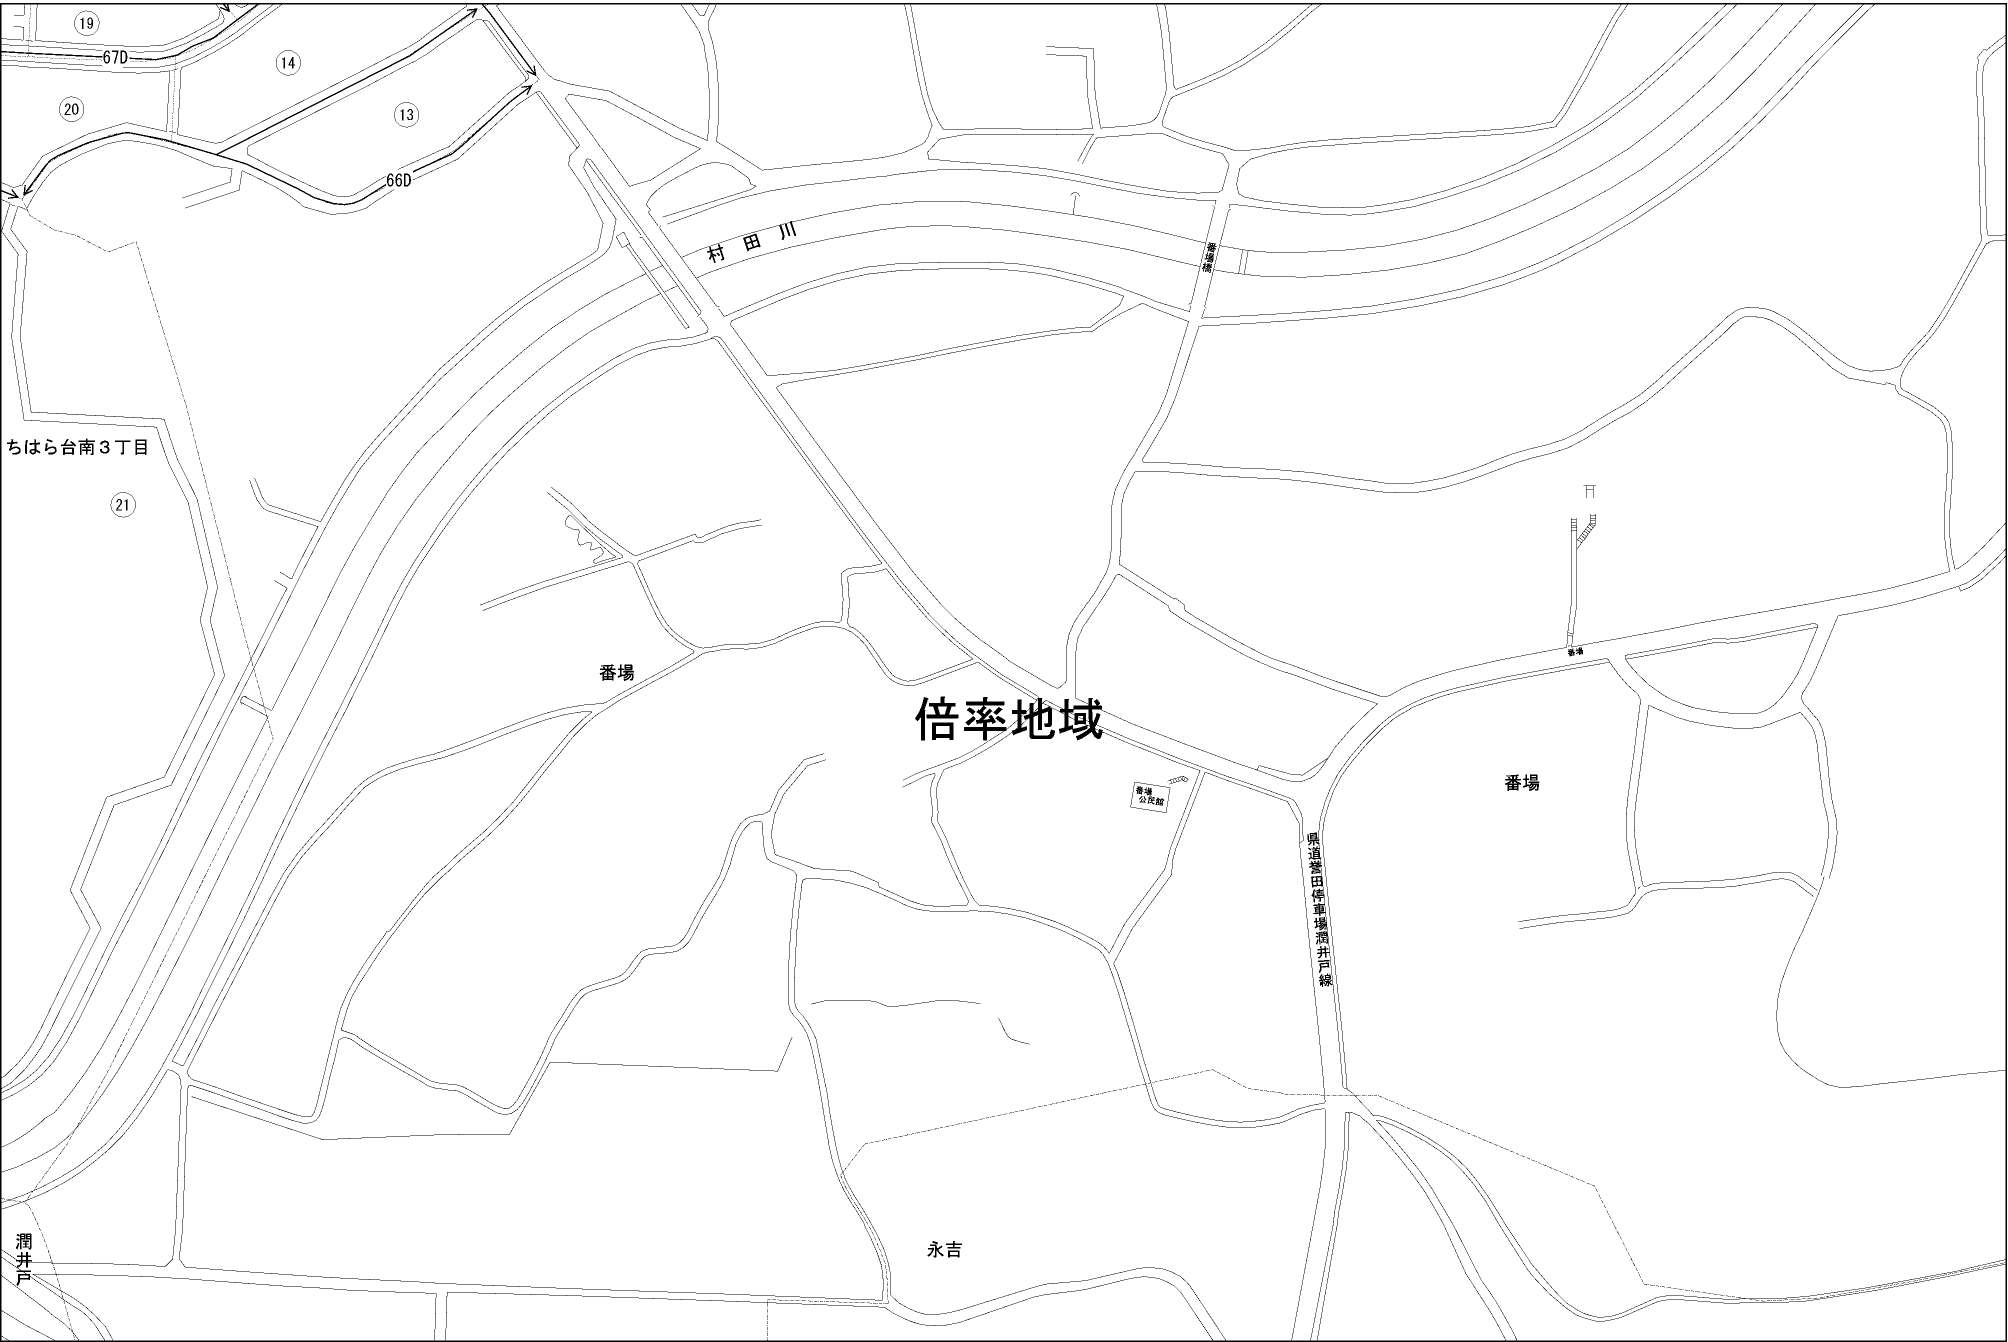 19
67D
14
20
13
66D
村田川
番場橋
ちはら台南3丁目
21
番場
番場
倍率地域
番場
番場
公民館
県道誉田停車場潤井戸線
潤井戸
永吉